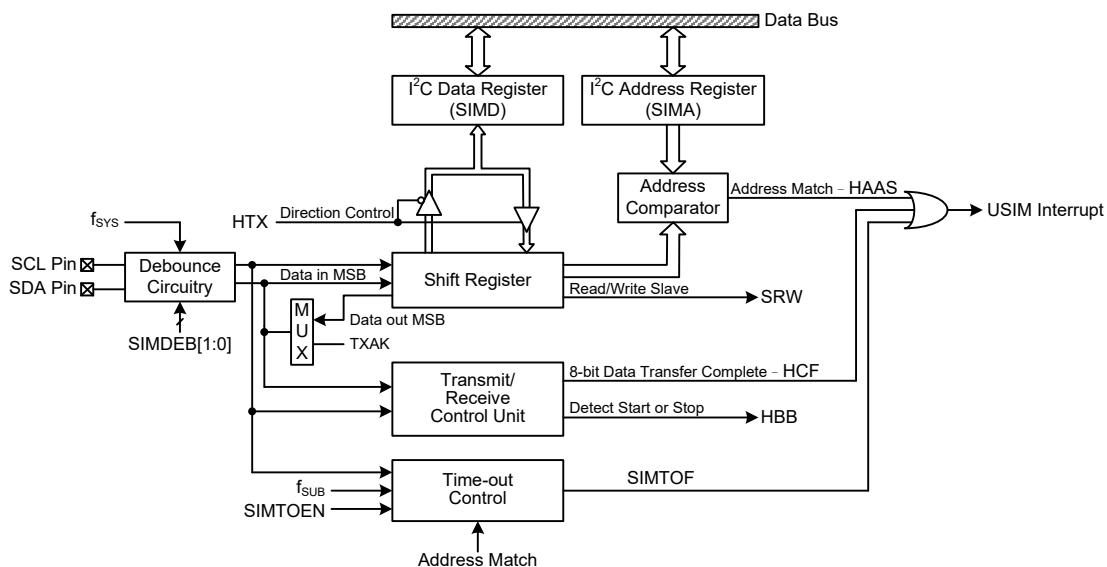 Data Bus
I²C Data Register
(SIMD)
I²C Address Register
(SIMA)
Address
Comparator
Address Match - HAAS
USIM Interrupt
HTX
Direction Control
fSYS
SCL Pin
SDA Pin
Debounce
Circuitry
SIMDEB[1:0]
Data in MSB
Shift Register
Read/Write Slave
SRW
M
U
X
Data out MSB
TXAK
Transmit/
Receive
Control Unit
8-bit Data Transfer Complete - HCF
Detect Start or Stop
HBB
fSUB
SIMTOEN
Time-out
Control
SIMTOF
Address Match